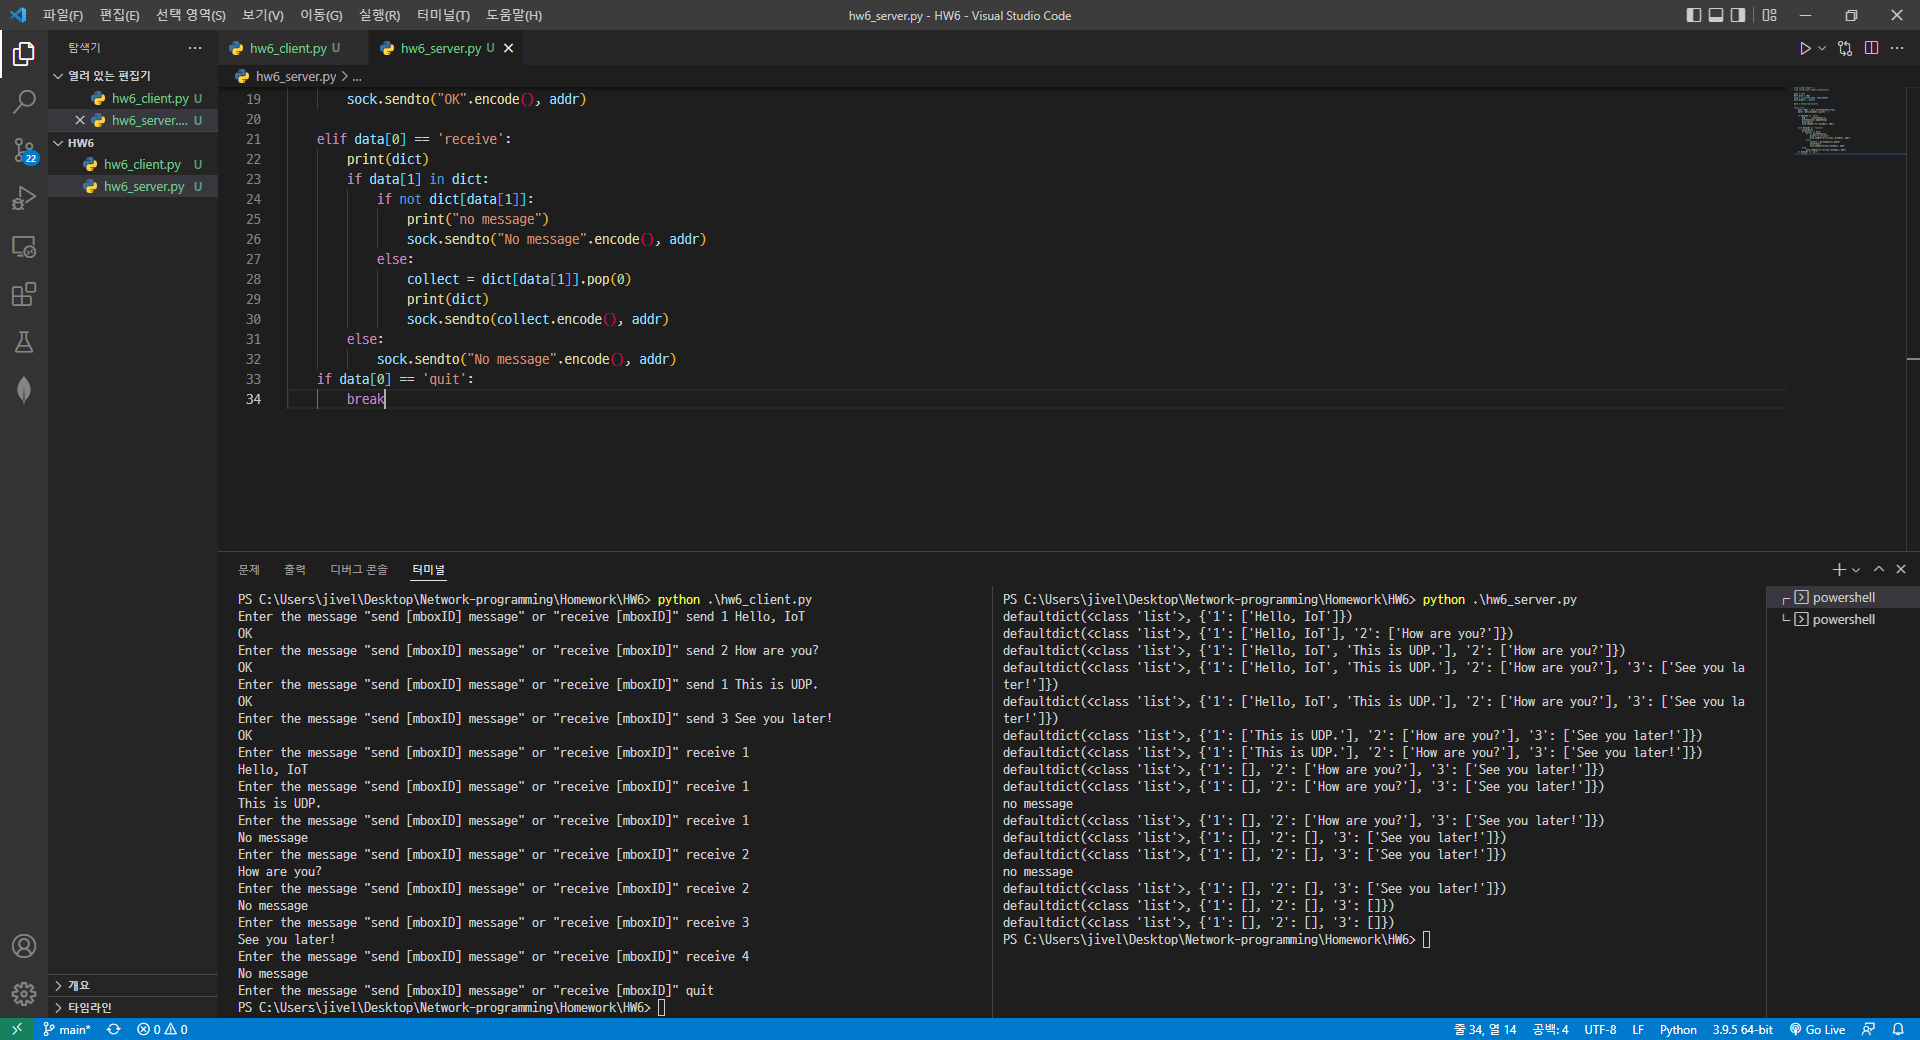 파일(F) 편집(E) 선택 영역(S) 보기(V) 이동(G) 실행(R) 터미널(T) 도움말(H)
hw6_server.py - HW6 - Visual Studio Code
탐색기
열려 있는 편집기
hw6_client.py U
hw6_server.... U
HW6
hw6_client.py U
hw6_server.py U
22
개요
타임라인
hw6_client.py U
hw6_server.py U
hw6_server.py > ...
19 sock.sendto("OK".encode(), addr)
20
21 elif data[0] == 'receive':
22 print(dict)
23 if data[1] in dict:
24 if not dict[data[1]]:
25 print("no message")
26 sock.sendto("No message".encode(), addr)
27 else:
28 collect = dict[data[1]].pop(0)
29 print(dict)
30 sock.sendto(collect.encode(), addr)
31 else:
32 sock.sendto("No message".encode(), addr)
33 if data[0] == 'quit':
34 break
문제 출력 디버그 콘솔 터미널
PS C:\Users\jivel\Desktop\Network-programming\Homework\HW6> python .\hw6_client.py
Enter the message "send [mboxID] message" or "receive [mboxID]" send 1 Hello, IoT
OK
Enter the message "send [mboxID] message" or "receive [mboxID]" send 2 How are you?
OK
Enter the message "send [mboxID] message" or "receive [mboxID]" send 1 This is UDP.
OK
Enter the message "send [mboxID] message" or "receive [mboxID]" send 3 See you later!
OK
Enter the message "send [mboxID] message" or "receive [mboxID]" receive 1
Hello, IoT
Enter the message "send [mboxID] message" or "receive [mboxID]" receive 1
This is UDP.
Enter the message "send [mboxID] message" or "receive [mboxID]" receive 1
No message
Enter the message "send [mboxID] message" or "receive [mboxID]" receive 2
How are you?
Enter the message "send [mboxID] message" or "receive [mboxID]" receive 2
No message
Enter the message "send [mboxID] message" or "receive [mboxID]" receive 3
See you later!
Enter the message "send [mboxID] message" or "receive [mboxID]" receive 4
No message
Enter the message "send [mboxID] message" or "receive [mboxID]" quit
PS C:\Users\jivel\Desktop\Network-programming\Homework\HW6>
PS C:\Users\jivel\Desktop\Network-programming\Homework\HW6> python .\hw6_server.py
defaultdict(<class 'list'>, {'1': ['Hello, IoT']})
defaultdict(<class 'list'>, {'1': ['Hello, IoT'], '2': ['How are you?']})
defaultdict(<class 'list'>, {'1': ['Hello, IoT', 'This is UDP.'], '2': ['How are you?']})
defaultdict(<class 'list'>, {'1': ['Hello, IoT', 'This is UDP.'], '2': ['How are you?'], '3': ['See you la
ter!']})
defaultdict(<class 'list'>, {'1': ['Hello, IoT', 'This is UDP.'], '2': ['How are you?'], '3': ['See you la
ter!']})
defaultdict(<class 'list'>, {'1': ['This is UDP.'], '2': ['How are you?'], '3': ['See you later!']})
defaultdict(<class 'list'>, {'1': ['This is UDP.'], '2': ['How are you?'], '3': ['See you later!']})
defaultdict(<class 'list'>, {'1': [], '2': ['How are you?'], '3': ['See you later!']})
defaultdict(<class 'list'>, {'1': [], '2': ['How are you?'], '3': ['See you later!']})
no message
defaultdict(<class 'list'>, {'1': [], '2': ['How are you?'], '3': ['See you later!']})
defaultdict(<class 'list'>, {'1': [], '2': [], '3': ['See you later!']})
defaultdict(<class 'list'>, {'1': [], '2': [], '3': ['See you later!']})
no message
defaultdict(<class 'list'>, {'1': [], '2': [], '3': ['See you later!']})
defaultdict(<class 'list'>, {'1': [], '2': [], '3': []})
defaultdict(<class 'list'>, {'1': [], '2': [], '3': []})
PS C:\Users\jivel\Desktop\Network-programming\Homework\HW6>
powershell
powershell
main* 0 0
줄 34, 열 14 공백: 4 UTF-8 LF Python 3.9.5 64-bit Go Live